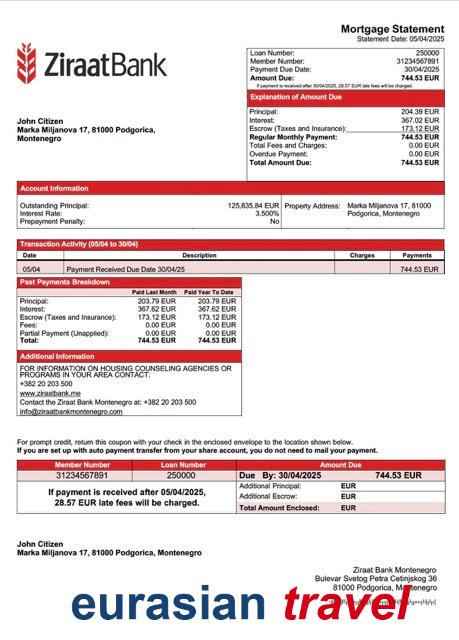 Mortgage Statement
Statement Date: 05/04/2025
ZiraatBank
Loan Number: 250000
Member Number: 31234567891
Payment Due Date: 30/04/2025
Amount Due: 744.53 EUR
If payment is received after 30/04/2025, 28.57 EUR late fees will be charged.
Explanation of Amount Due
Principal: 204.39 EUR
Interest: 367.02 EUR
Escrow (Taxes and Insurance): 173.12 EUR
Regular Monthly Payment: 744.53 EUR
Total Fees and Charges: 0.00 EUR
Overdue Payment: 0.00 EUR
Total Amount Due: 744.53 EUR
John Citizen
Marka Miljanova 17, 81000 Podgorica,
Montenegro
Account Information
Outstanding Principal: 125,835.84 EUR
Interest Rate: 3.500%
Prepayment Penalty: No
Property Address: Marka Miljanova 17, 81000
Podgorica, Montenegro
Transaction Activity (05/04 to 30/04)
Date Description Charges Payments
05/04 Payment Received Due Date 30/04/25 744.53 EUR
Past Payments Breakdown
Paid Last Month Paid Year To Date
Principal: 203.79 EUR 203.79 EUR
Interest: 367.62 EUR 367.62 EUR
Escrow (Taxes and Insurance): 173.12 EUR 173.12 EUR
Fees: 0.00 EUR 0.00 EUR
Partial Payment (Unapplied): 0.00 EUR 0.00 EUR
Total: 744.53 EUR 744.53 EUR
Additional Information
FOR INFORMATION ON HOUSING COUNSELING AGENCIES OR
PROGRAMS IN YOUR AREA CONTACT:
+382 20 203 500
www.ziraatbank.me
Contact the Ziraat Bank Montenegro at: +382 20 203 500
info@ziraatbankmontenegro.com
For prompt credit, return this coupon with your check in the enclosed envelope to the location shown below.
If you are set up with auto payment transfer from your share account, you do not need to mail your payment.
Member Number Loan Number Amount Due
31234567891 250000 Due By: 30/04/2025 744.53 EUR
If payment is received after 05/04/2025,
28.57 EUR late fees will be charged.
Additional Principal: EUR
Additional Escrow: EUR
Total Amount Enclosed: EUR
John Citizen
Marka Miljanova 17, 81000 Podgorica, Montenegro
Ziraat Bank Montenegro
Bulevar Svetog Petra Cetinjskog 36
81000 Podgorica, Montenegro
eurasian travel